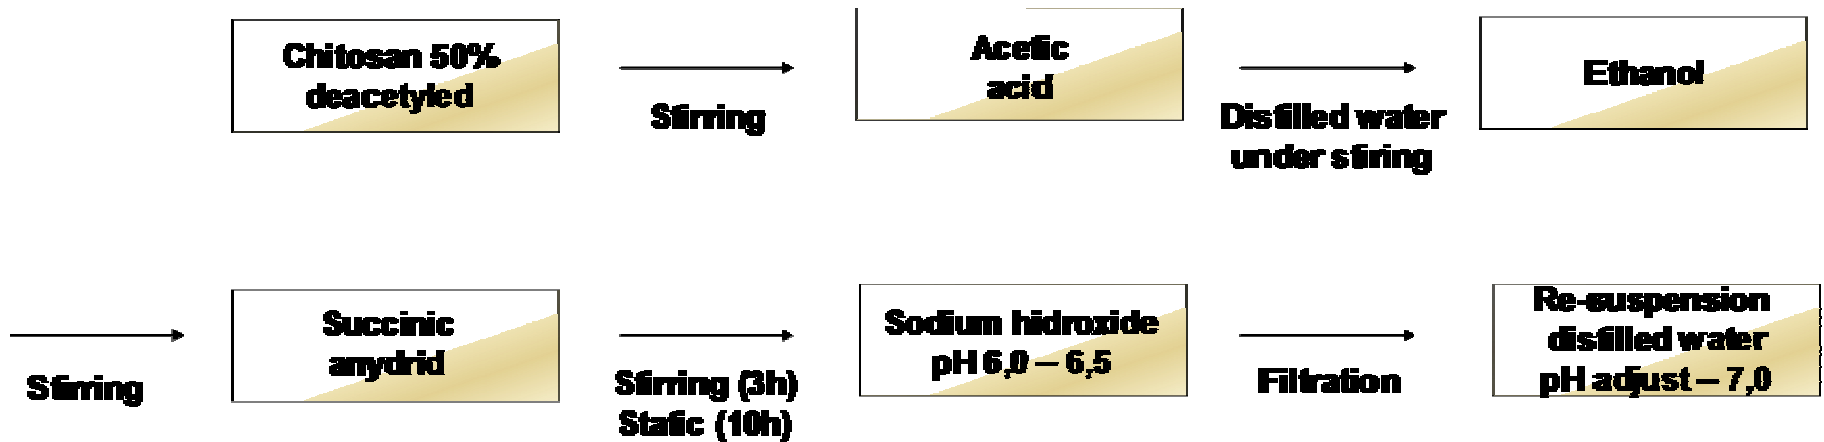 Chitosan 50%
deacetyled
Stirring
Acetic
acid
Distilled water
under stiring
Ethanol
Stirring
Succinic
anydrid
Stirring (3h)
Static (10h)
Sodium hidroxide
pH 6,0 – 6,5
Filtration
Re-suspension
distilled water
pH adjust – 7,0